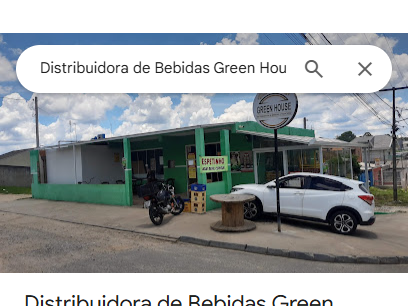 Distribuidora de Bebidas Green Hou
GREEN HOUSE
ESPETINHO
Distribuidora de Bebidas Green